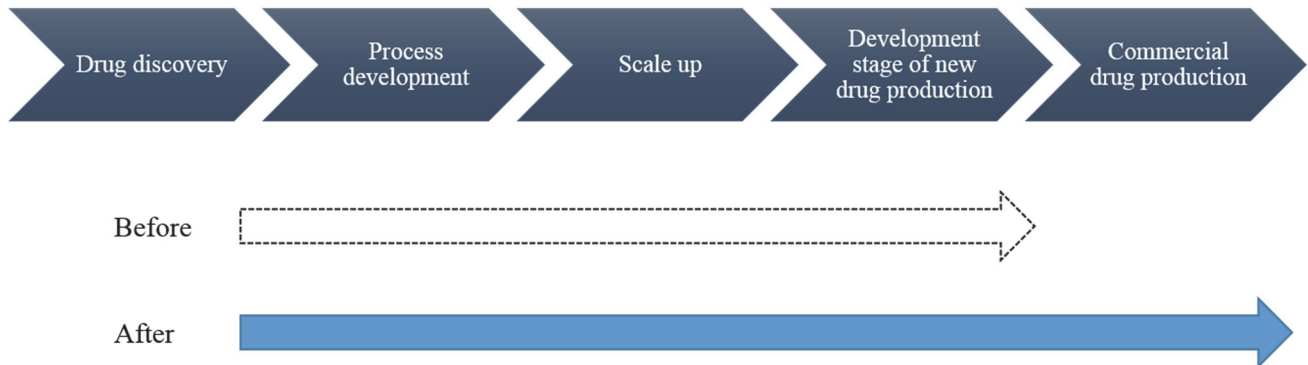 Drug discovery
Process
development
Scale up
Development
stage of new
drug production
Commercial
drug production
Before
After